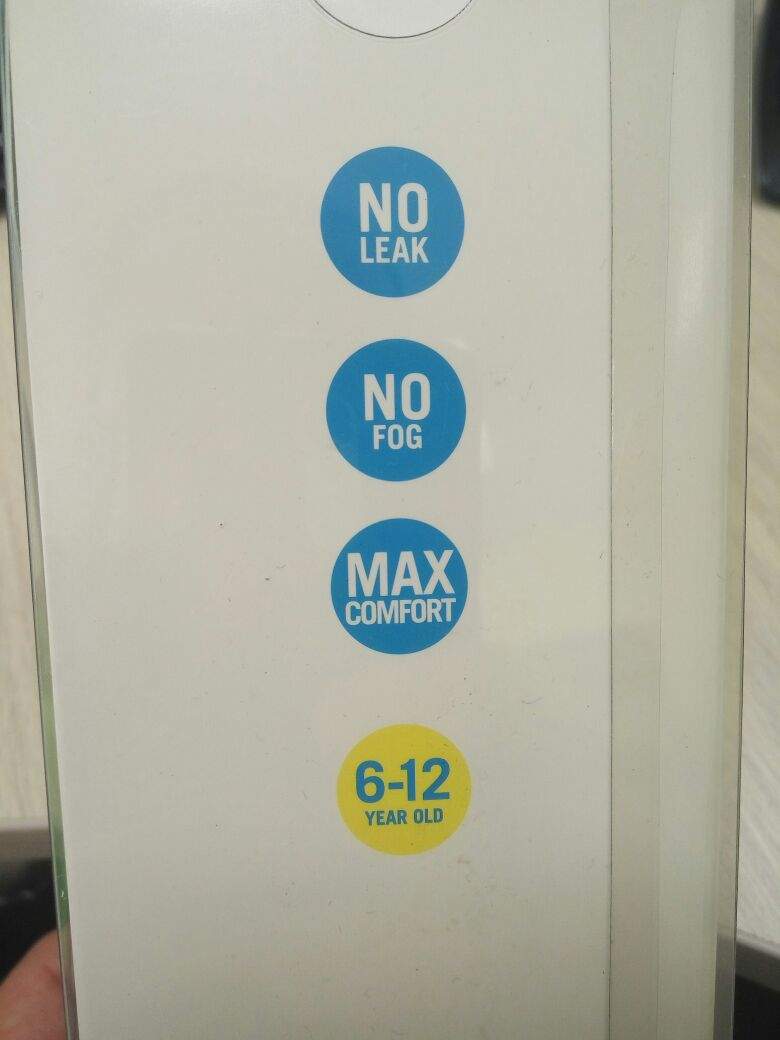 NO
LEAK
NO
FOG
MAX
COMFORT
6-12
YEAR OLD